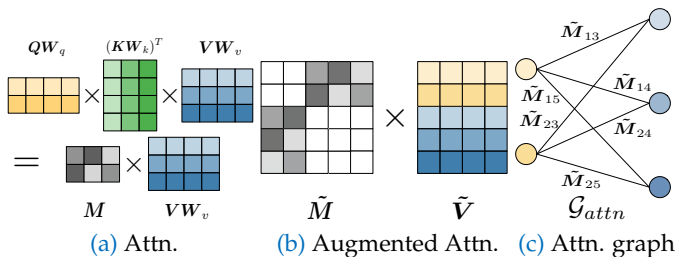 QW_q (KW_k)^T VW_v
× ×
= ×
M VW_v
(a) Attn.
×
M̃ Ṽ
(b) Augmented Attn.
M̃_13
M̃_14
M̃_15
M̃_23
M̃_24
M̃_25
𝒢_attn
(c) Attn. graph